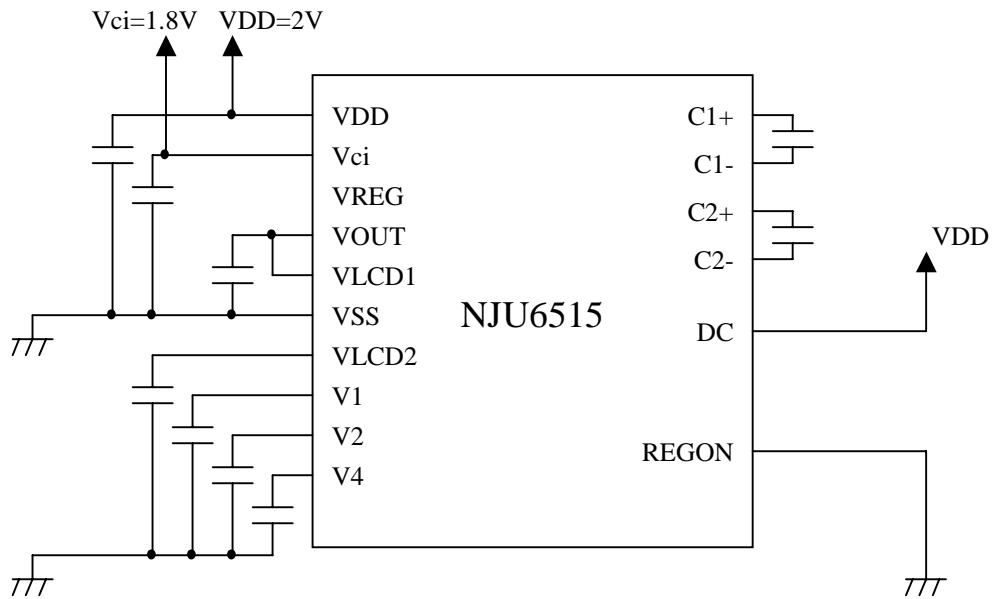 Vci=1.8V VDD=2V
VDD
Vci
VREG
VOUT
VLCD1
VSS
VLCD2
V1
V2
V4
NJU6515
C1+
C1-
C2+
C2-
DC
REGON
VDD